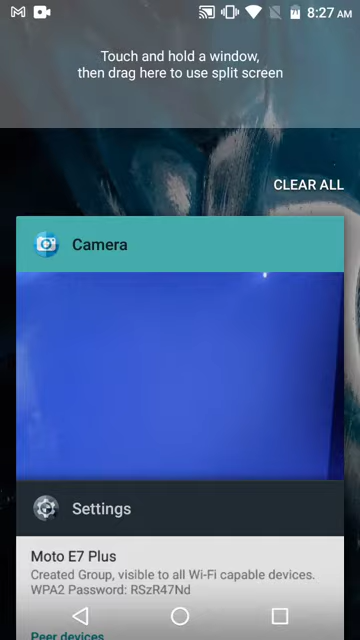 8:27 AM
Touch and hold a window,
then drag here to use split screen
CLEAR ALL
Camera
Settings
Moto E7 Plus
Created Group, visible to all Wi-Fi capable devices.
WPA2 Password: RSzR47Nd
Peer devices